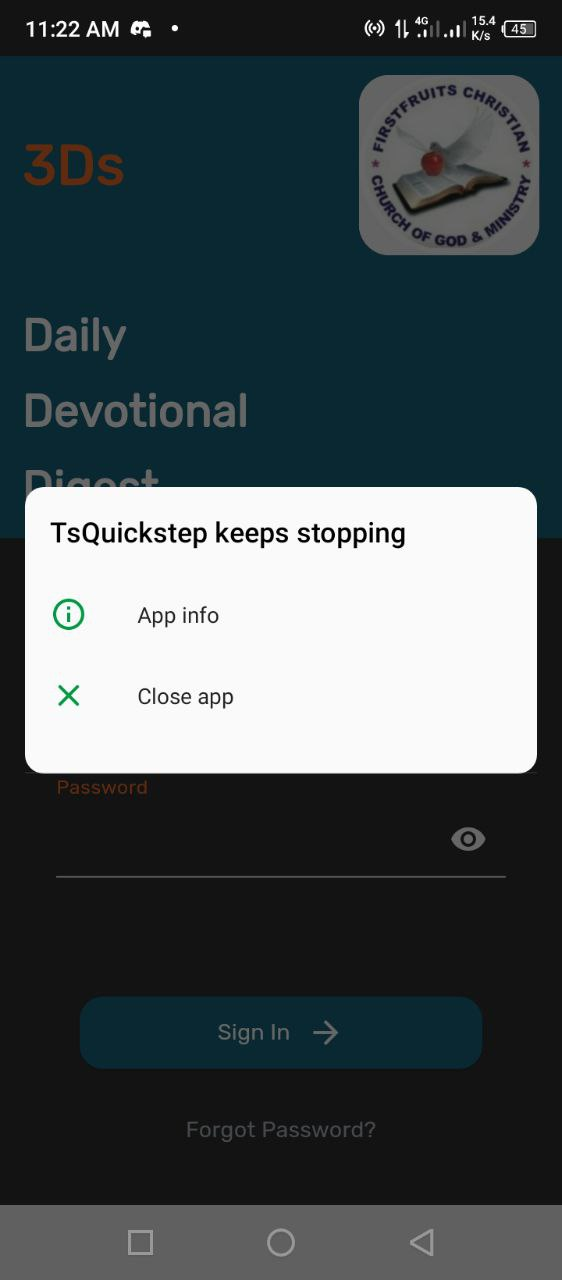 11:22 AM
4G
15.4
K/s
45
3Ds
FIRSTFRUITS CHRISTIAN
CHURCH OF GOD & MINISTRY
Daily
Devotional
Digest
TsQuickstep keeps stopping
App info
Close app
Password
Sign In
Forgot Password?